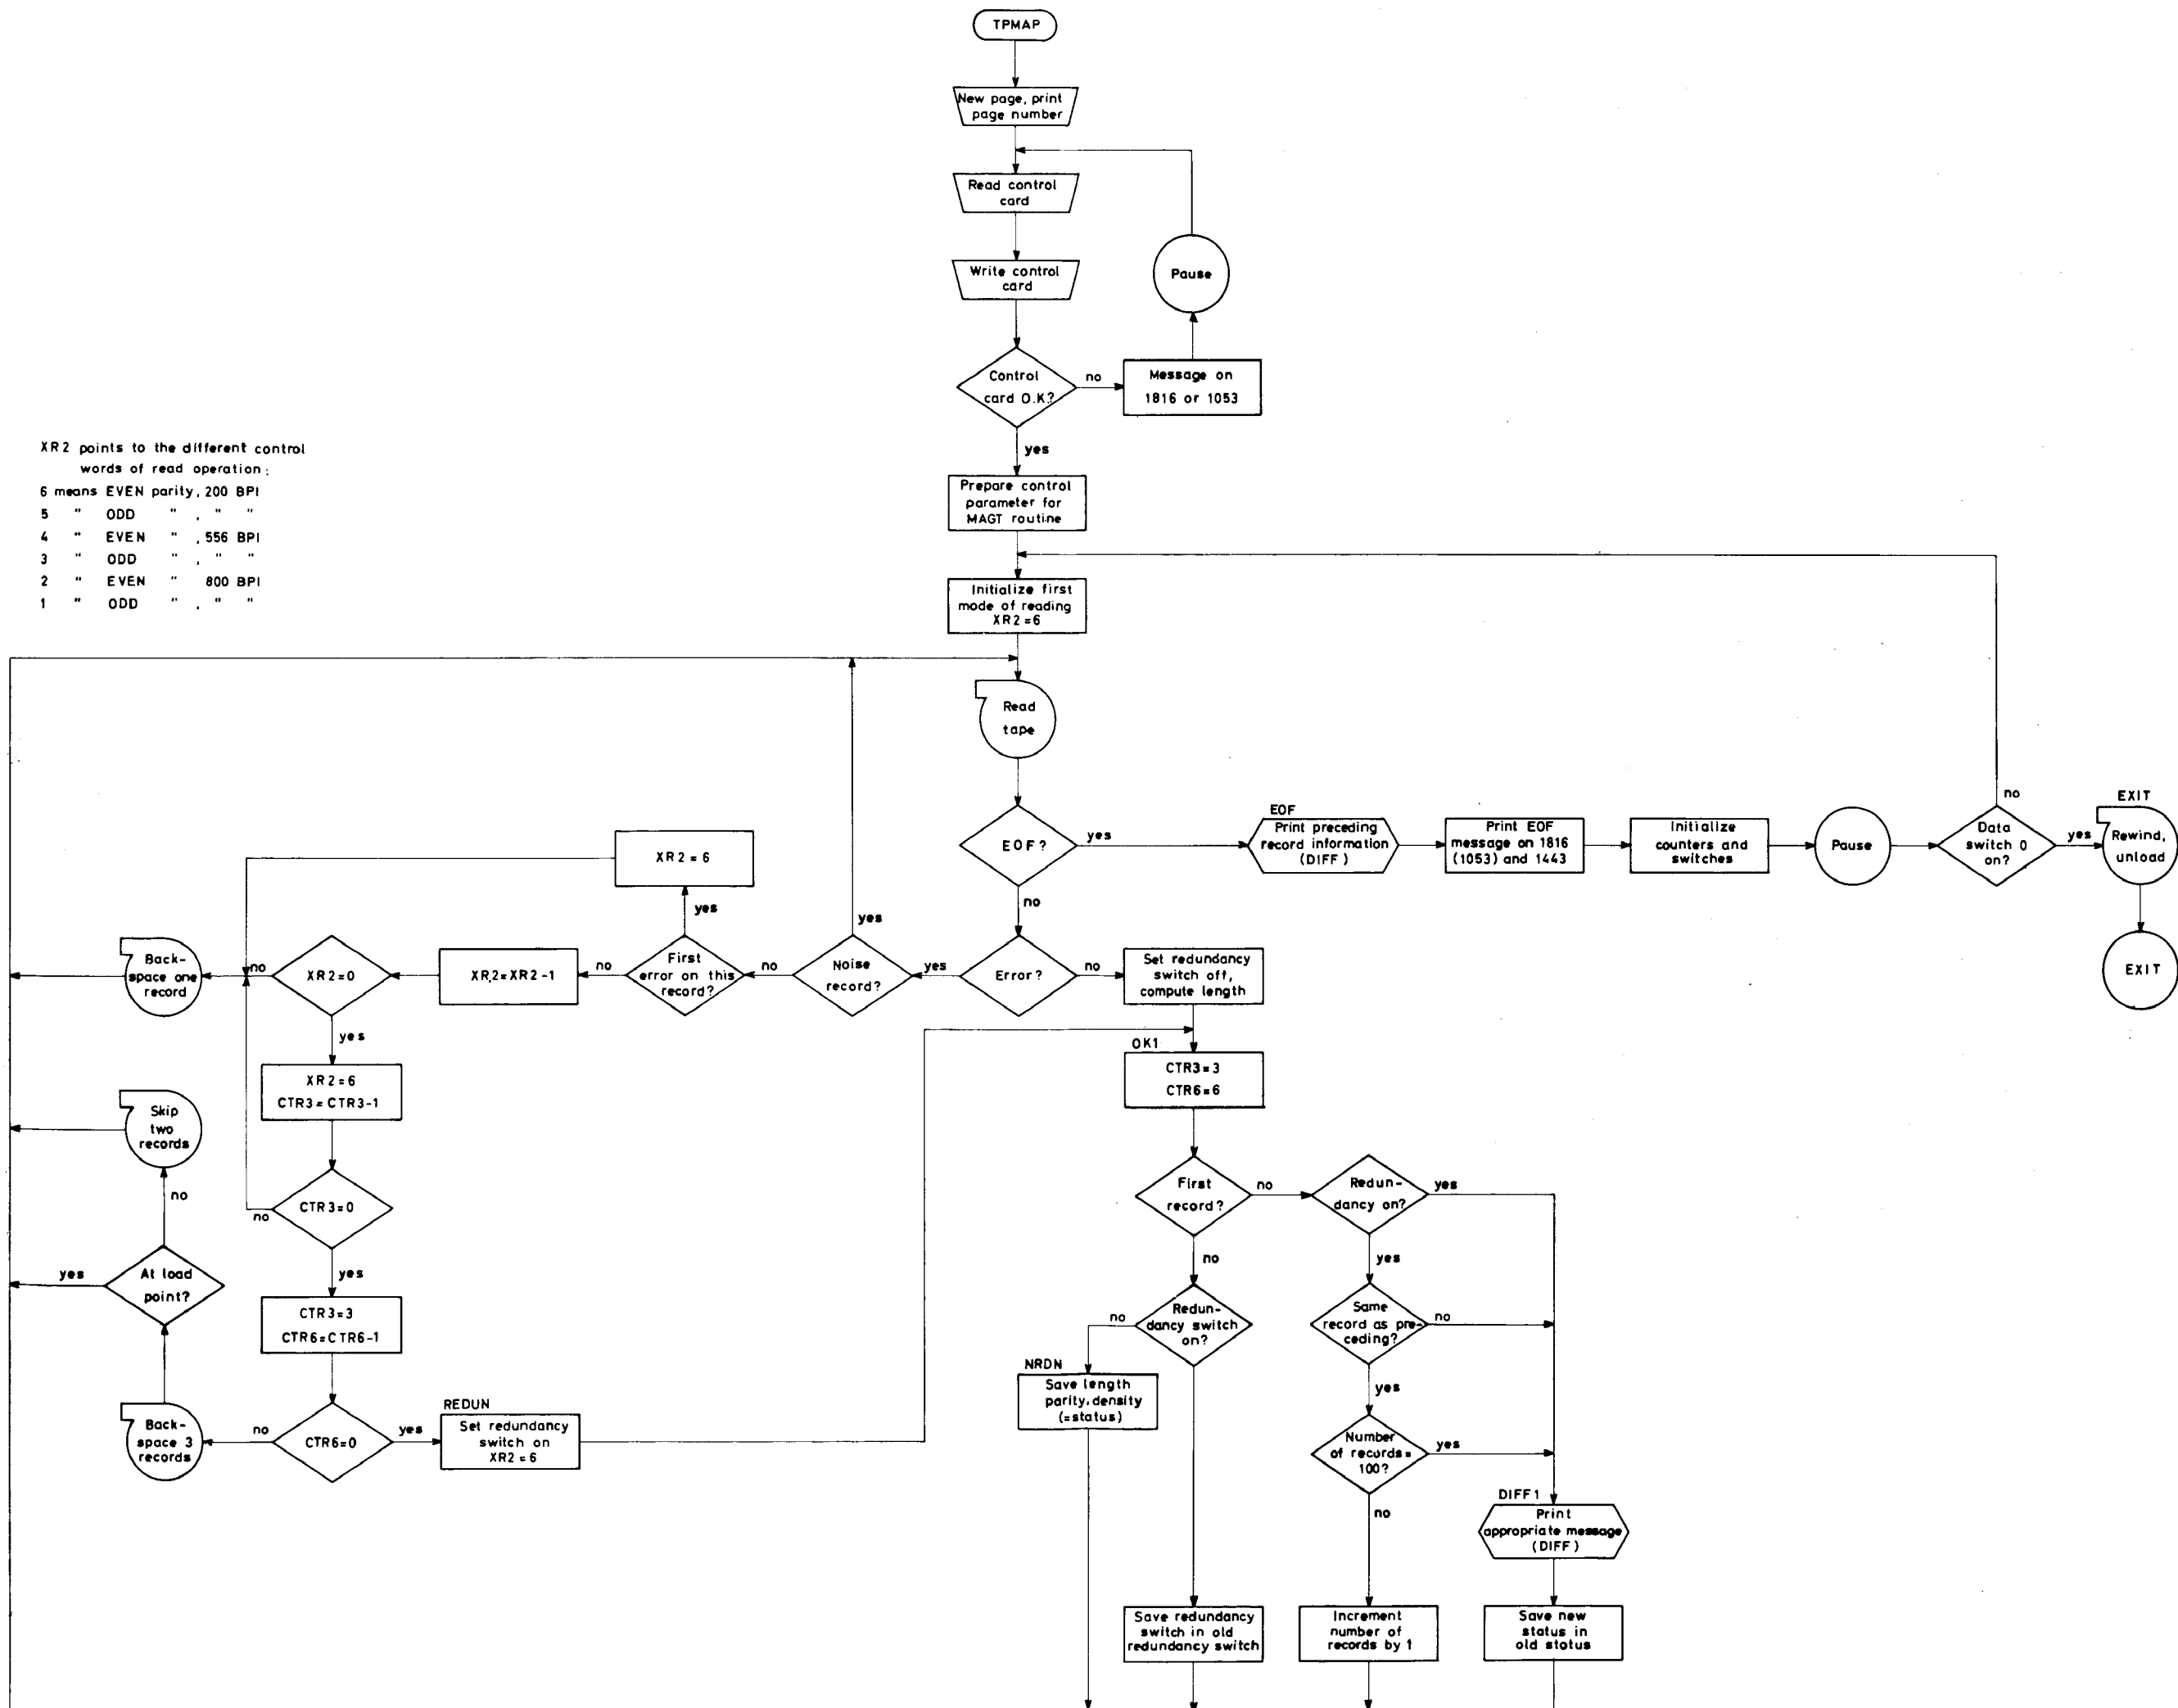 TPMAP
New page, print
page number
Read control
card
Write control
card
Pause
Control
card O.K?
no
Message on
1816 or 1053
yes
XR2 points to the different control
words of read operation:
6 means EVEN parity, 200 BPI
5 " ODD " , " "
4 " EVEN " , 556 BPI
3 " ODD " , " "
2 " EVEN " 800 BPI
1 " ODD " , " "
Prepare control
parameter for
MAGT routine
Initialize first
mode of reading
XR2=6
Read
tape
EOF?
yes
no
EOF
Print preceding
record information
(DIFF)
Print EOF
message on 1816
(1053) and 1443
Initialize
counters and
switches
Pause
Data
switch 0
on?
no
yes
EXIT
Rewind,
unload
EXIT
XR2=6
yes
yes
Back-
space one
record
no
XR2=0
XR2=XR2-1
no
First
error on this
record?
no
Noise
record?
yes
Error?
no
Set redundancy
switch off,
compute length
yes
XR2=6
CTR3=CTR3-1
OK1
CTR3=3
CTR6=6
Skip
two
records
no
CTR3=0
no
yes
First
record?
no
Redun-
dancy on?
yes
no
yes
yes
At load
point?
CTR3=3
CTR6=CTR6-1
no
Redun-
dancy switch
on?
Same
record as pre-
ceding?
no
yes
NRDN
Save length
parity, density
(=status)
Back-
space 3
records
no
CTR6=0
yes
REDUN
Set redundancy
switch on
XR2=6
Number
of records=
100?
yes
no
DIFF1
Print
appropriate message
(DIFF)
Save redundancy
switch in old
redundancy switch
Increment
number of
records by 1
Save new
status in
old status